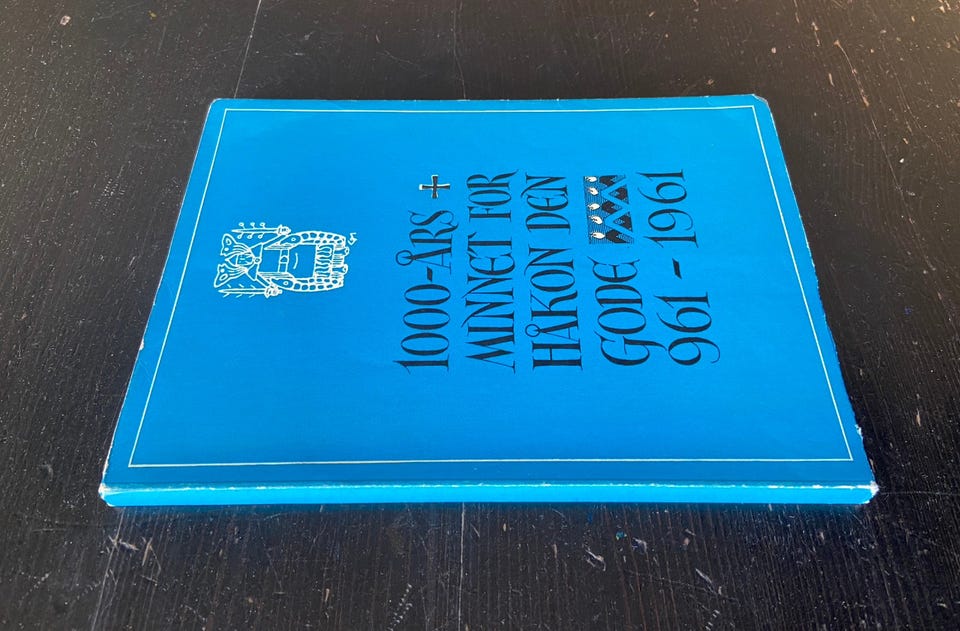 1000-ÅRS
MINNET FOR
HÅKON DEN
GODE
961-1961